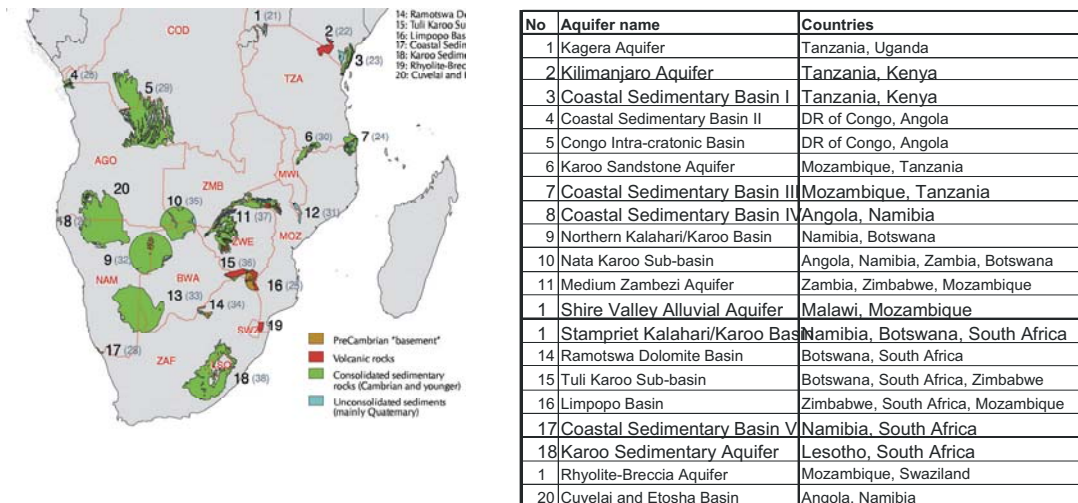 1 (21)
14: Ramotswa De
15: Tuli Karoo Su
16: Limpopo Bas
17: Coastal Sedin
18: Karoo Sedime
19: Rhyolite-Brec
20: Cuvelai and
COD
2 (22)
3 (23)
TZA
4 (26)
5 (29)
6 (30)
7 (24)
AGO
MWI
ZMB
20
10 (35)
12 (31)
8
11 (37)
MOZ
ZWE
9 (32)
15 (36)
NAM
BWA
16
13 (33)
14 (34)
SWZ
19
17 (28)
ZAF
LSO
18 (38)
PreCambrian "basement"
Volcanic rocks
Consolidated sedimentary
rocks (Cambrian and younger)
Unconsolidated sediments
(mainly Quaternary)
No Aquifer name Countries
1 Kagera Aquifer Tanzania, Uganda
2 Kilimanjaro Aquifer Tanzania, Kenya
3 Coastal Sedimentary Basin I Tanzania, Kenya
4 Coastal Sedimentary Basin II DR of Congo, Angola
5 Congo Intra-cratonic Basin DR of Congo, Angola
6 Karoo Sandstone Aquifer Mozambique, Tanzania
7 Coastal Sedimentary Basin III Mozambique, Tanzania
8 Coastal Sedimentary Basin IV Angola, Namibia
9 Northern Kalahari/Karoo Basin Namibia, Botswana
10 Nata Karoo Sub-basin Angola, Namibia, Zambia, Botswana
11 Medium Zambezi Aquifer Zambia, Zimbabwe, Mozambique
1 Shire Valley Alluvial Aquifer Malawi, Mozambique
1 Stampriet Kalahari/Karoo Basin Namibia, Botswana, South Africa
14 Ramotswa Dolomite Basin Botswana, South Africa
15 Tuli Karoo Sub-basin Botswana, South Africa, Zimbabwe
16 Limpopo Basin Zimbabwe, South Africa, Mozambique
17 Coastal Sedimentary Basin V Namibia, South Africa
18 Karoo Sedimentary Aquifer Lesotho, South Africa
1 Rhyolite-Breccia Aquifer Mozambique, Swaziland
20 Cuvelai and Etosha Basin Angola, Namibia